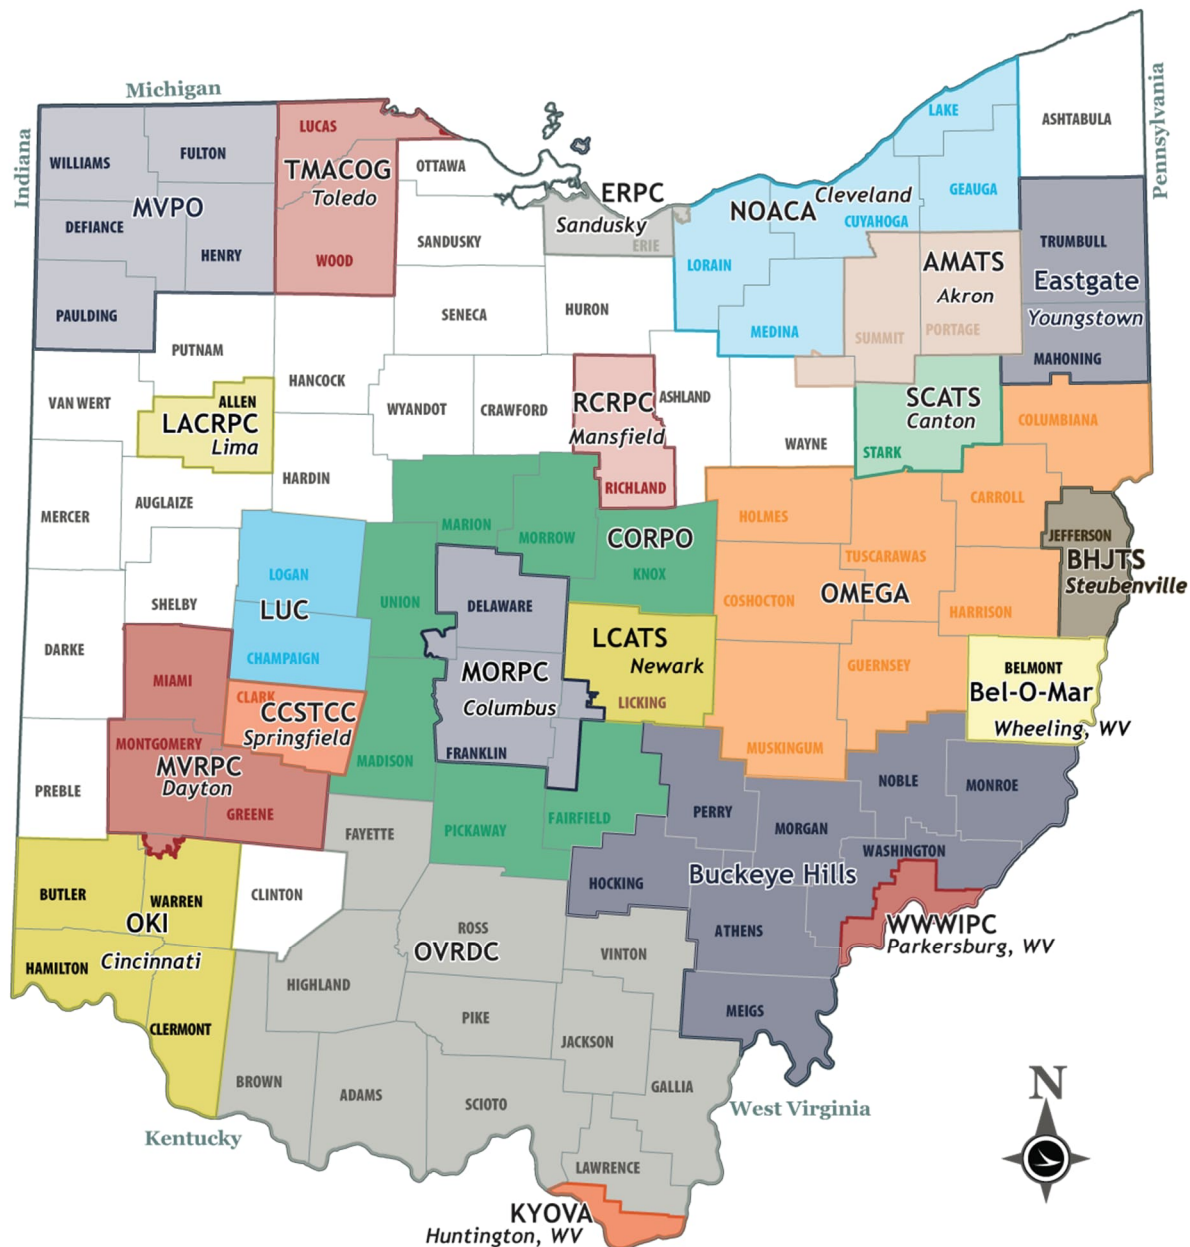 Michigan
Indiana
Pennsylvania
LAKE
ASHTABULA
LUCAS
WILLIAMS
FULTON
OTTAWA
TMACOG
Toledo
ERPC
Sandusky
ERIE
NOACA
Cleveland
CUYAHOGA
GEAUGA
MVPO
DEFIANCE
HENRY
WOOD
SANDUSKY
LORAIN
AMATS
Akron
TRUMBULL
Eastgate
Youngstown
PAULDING
SENECA
HURON
MEDINA
SUMMIT
PORTAGE
MAHONING
PUTNAM
HANCOCK
VAN WERT
ALLEN
LACRPC
Lima
WYANDOT
CRAWFORD
RCRPC
Mansfield
RICHLAND
ASHLAND
WAYNE
SCATS
Canton
STARK
COLUMBIANA
HARDIN
MERCER
AUGLAIZE
MARION
MORROW
CORPO
KNOX
HOLMES
CARROLL
JEFFERSON
BHJTS
Steubenville
TUSCARAWAS
LOGAN
LUC
CHAMPAIGN
SHELBY
UNION
DELAWARE
COSHOCTON
OMEGA
HARRISON
DARKE
MIAMI
LCATS
Newark
LICKING
MORPC
Columbus
FRANKLIN
GUERNSEY
BELMONT
Bel-O-Mar
Wheeling, WV
CLARK
CCSTCC
Springfield
MONTGOMERY
MVRPC
Dayton
GREENE
MADISON
MUSKINGUM
PREBLE
NOBLE
MONROE
FAYETTE
PICKAWAY
FAIRFIELD
PERRY
MORGAN
WASHINGTON
Buckeye Hills
HOCKING
BUTLER
WARREN
CLINTON
OKI
Cincinnati
HAMILTON
CLERMONT
ROSS
OVRDC
VINTON
ATHENS
WWWIPC
Parkersburg, WV
HIGHLAND
PIKE
JACKSON
MEIGS
BROWN
ADAMS
SCIOTO
GALLIA
West Virginia
Kentucky
LAWRENCE
KYOVA
Huntington, WV
N